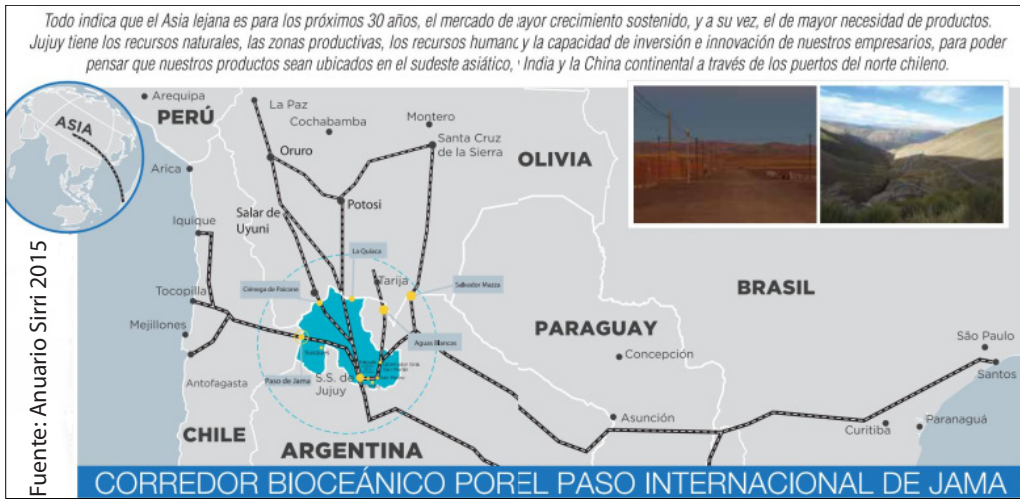 Todo indica que el Asia lejana es para los próximos 30 años, el mercado de ayor crecimiento sostenido, y a su vez, el de mayor necesidad de productos.
Jujuy tiene los recursos naturales, las zonas productivas, los recursos humanc y la capacidad de inversión e innovación de nuestros empresarios, para poder
pensar que nuestros productos sean ubicados en el sudeste asiático, India y la China continental a través de los puertos del norte chileno.
ASIA
Arequipa
PERÚ
La Paz
Cochabamba
Montero
Santa Cruz
de la Sierra
OLIVIA
Oruro
Arica
Potosi
Iquique
Salar de
Uyuni
La Quiaca
Ciénega de Paicone
Tarija
Salvador Mazza
Tocopilla
BRASIL
Mejillones
PARAGUAY
Aguas Blancas
São Paulo
Concepción
Santos
Paso de Jama
S.S. de
Jujuy
Antofagasta
Asunción
Paranaguá
Curitiba
CHILE
ARGENTINA
Fuente: Anuario Sirri 2015
CORREDOR BIOCEÁNICO POREL PASO INTERNACIONAL DE JAMA